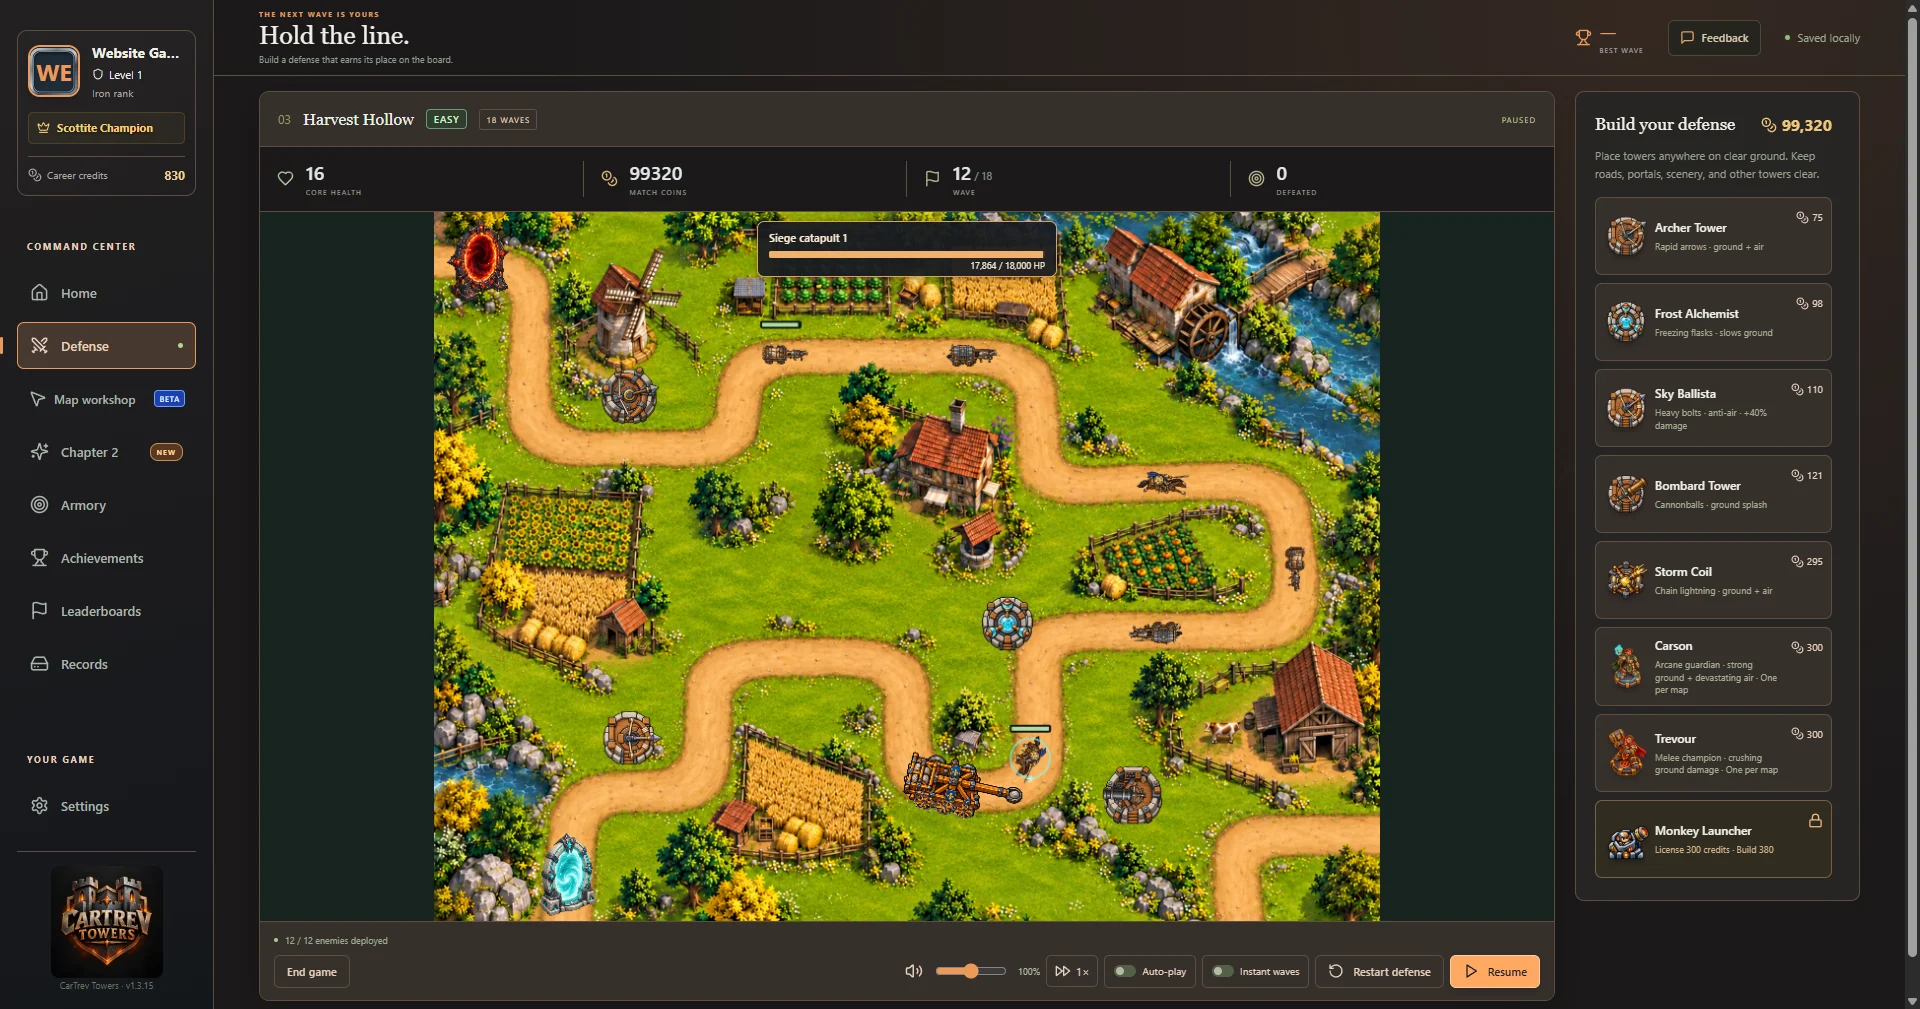 WE
Website Ga...
Level 1
Iron rank
Scottite Champion
Career credits 830
COMMAND CENTER
Home
Defense
Map workshop BETA
Chapter 2 NEW
Armory
Achievements
Leaderboards
Records
YOUR GAME
Settings
CARTREV
TOWERS
CarTrev Towers · v1.3.15
THE NEXT WAVE IS YOURS
Hold the line.
Build a defense that earns its place on the board.
—
BEST WAVE
Feedback
Saved locally
03 Harvest Hollow EASY 18 WAVES PAUSED
16
CORE HEALTH
99320
MATCH COINS
12 / 18
WAVE
0
DEFEATED
Siege catapult 1
17,864 / 18,000 HP
12 / 12 enemies deployed
End game
100%
1×
Auto-play
Instant waves
Restart defense
Resume
Build your defense 99,320
Place towers anywhere on clear ground. Keep
roads, portals, scenery, and other towers clear.
Archer Tower 75
Rapid arrows · ground + air
Frost Alchemist 98
Freezing flasks · slows ground
Sky Ballista 110
Heavy bolts · anti-air · +40%
damage
Bombard Tower 121
Cannonballs · ground splash
Storm Coil 295
Chain lightning · ground + air
Carson 300
Arcane guardian · strong
ground + devastating air · One
per map
Trevour 300
Melee champion · crushing
ground damage · One per map
Monkey Launcher
License 300 credits · Build 380